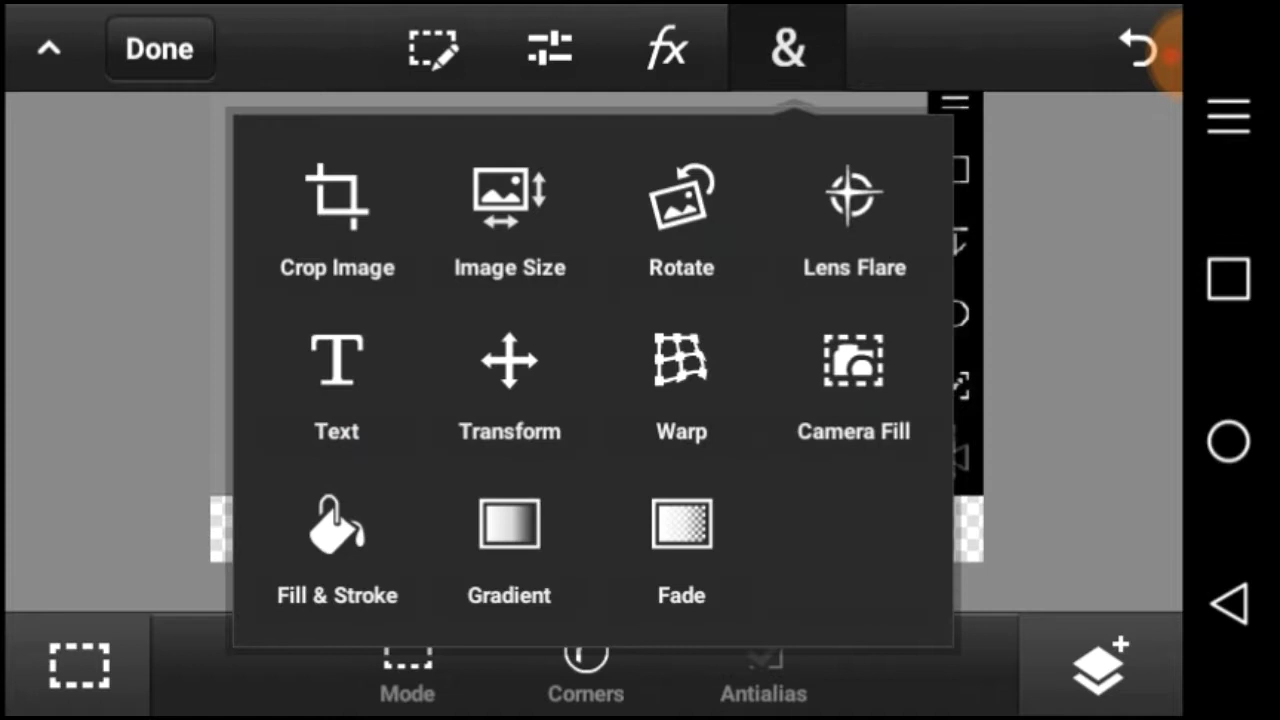 Done fx &
Crop Image Image Size Rotate Lens Flare
T
Text Transform Warp Camera Fill
Fill & Stroke Gradient Fade
Mode Corners Antialias